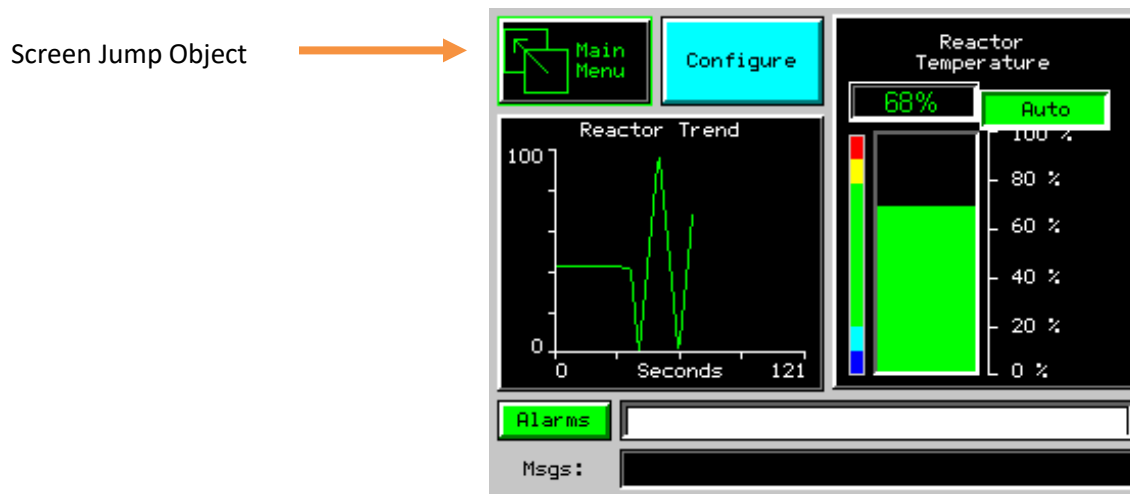 Screen Jump Object
Main
Menu
Configure
Reactor
Temperature
68%
Auto
Reactor Trend
100
0
0 Seconds 121
100 %
80 %
60 %
40 %
20 %
0 %
Alarms
Msgs: